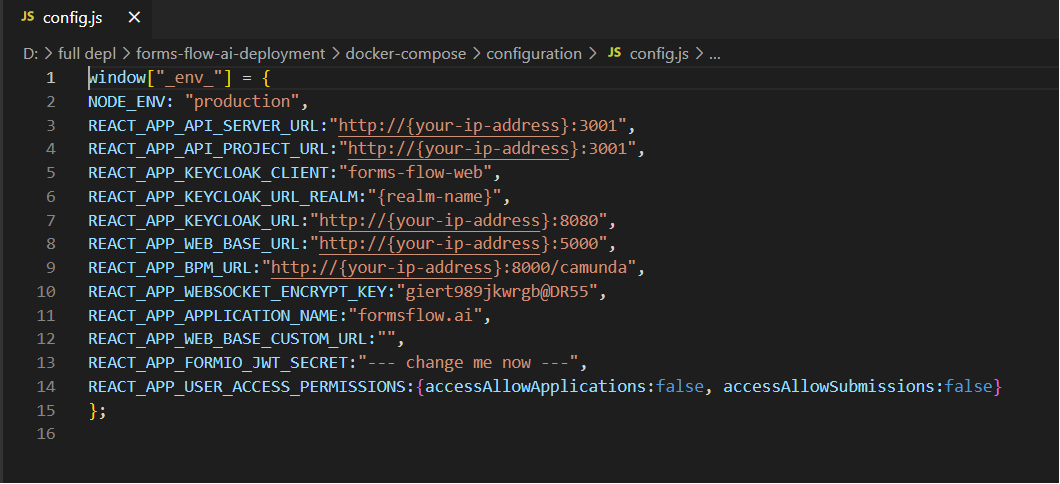 JS config.js ×
D: > full depl > forms-flow-ai-deployment > docker-compose > configuration > JS config.js > ...
1 window["_env_"] = {
2 NODE_ENV: "production",
3 REACT_APP_API_SERVER_URL:"http://{your-ip-address}:3001",
4 REACT_APP_API_PROJECT_URL:"http://{your-ip-address}:3001",
5 REACT_APP_KEYCLOAK_CLIENT:"forms-flow-web",
6 REACT_APP_KEYCLOAK_URL_REALM:"{realm-name}",
7 REACT_APP_KEYCLOAK_URL:"http://{your-ip-address}:8080",
8 REACT_APP_WEB_BASE_URL:"http://{your-ip-address}:5000",
9 REACT_APP_BPM_URL:"http://{your-ip-address}:8000/camunda",
10 REACT_APP_WEBSOCKET_ENCRYPT_KEY:"giert989jkwrgb@DR55",
11 REACT_APP_APPLICATION_NAME:"formsflow.ai",
12 REACT_APP_WEB_BASE_CUSTOM_URL:"",
13 REACT_APP_FORMIO_JWT_SECRET:"--- change me now ---",
14 REACT_APP_USER_ACCESS_PERMISSIONS:{accessAllowApplications:false, accessAllowSubmissions:false}
15 };
16